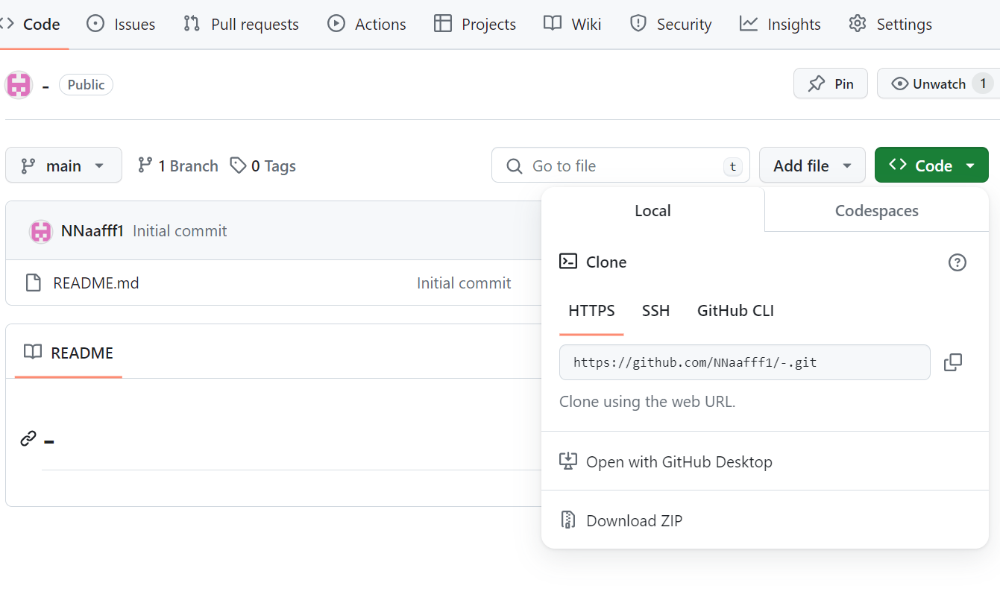 Code Issues Pull requests Actions Projects Wiki Security Insights Settings
- Public Pin Unwatch 1
main 1 Branch 0 Tags Go to file t Add file Code
Local Codespaces
NNaafff1 Initial commit
Clone
README.md Initial commit
HTTPS SSH GitHub CLI
README
https://github.com/NNaafff1/-.git
Clone using the web URL.
-
Open with GitHub Desktop
Download ZIP